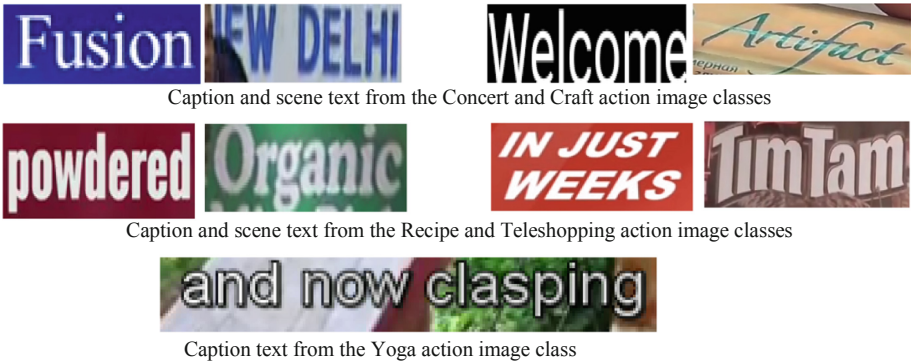 Fusion
EW DELHI
Welcome
Artifact
мерная
Caption and scene text from the Concert and Craft action image classes
powdered
Organic
IN JUST
WEEKS
TimTam
Caption and scene text from the Recipe and Teleshopping action image classes
and now clasping
Caption text from the Yoga action image class